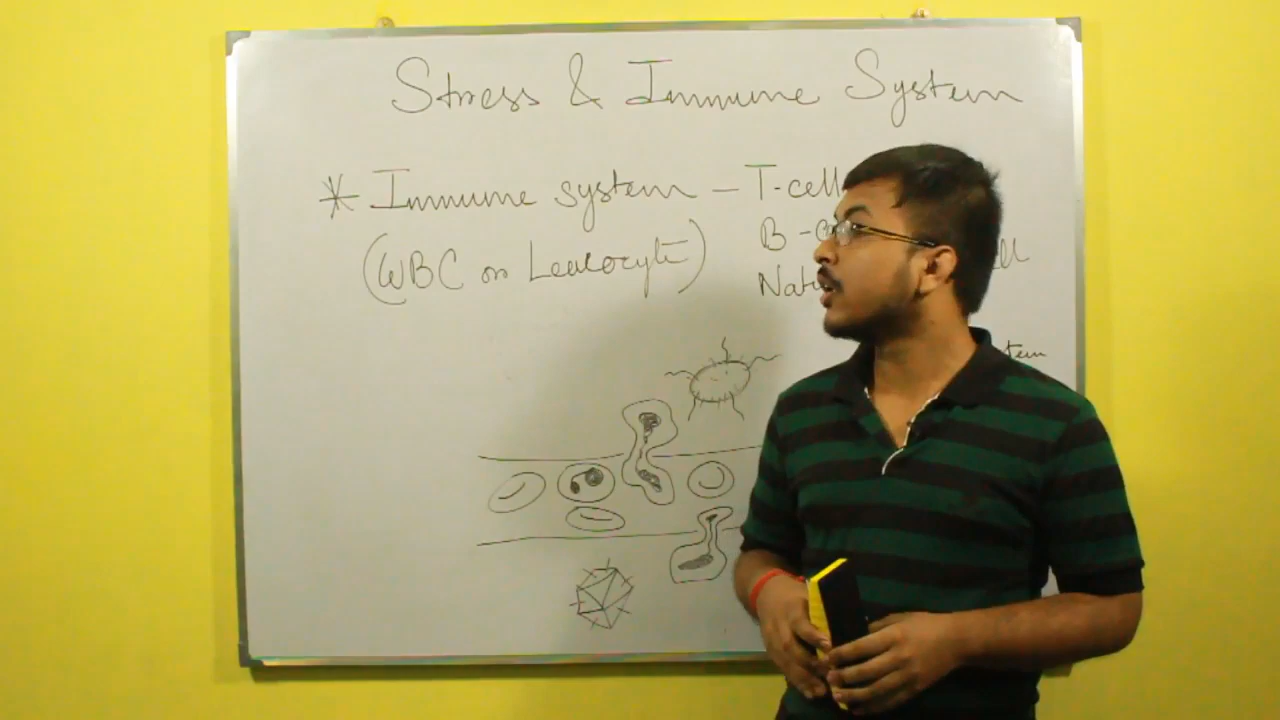 Stress & Immune System
* Immune system - T-cell
(WBC or Leucocyte)
B -